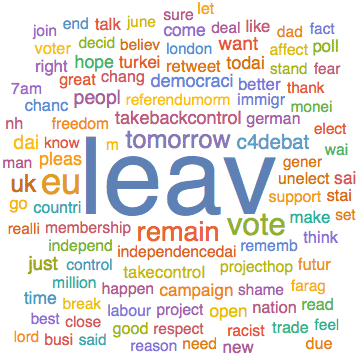 let
sure
join end talk june come deal like dad fact
voter decid believ london want affect poll
right hope turkei retweet todai stand fear
great chang democraci better thank
7am peopl referendumorm immigr monei
chanc takebackcontrol german
nh freedom elect
dai know m tomorrow c4debat wai
man pleas leav gener
uk eu unelect sai
go support stai
countri make set
realli membership remain vote
independ rememb think
independencedai
just control takecontrol projecthop futur
million happen campaign shame farag
time break labour project open nation read
best close good respect racist trade feel
lord busi said reason need new due